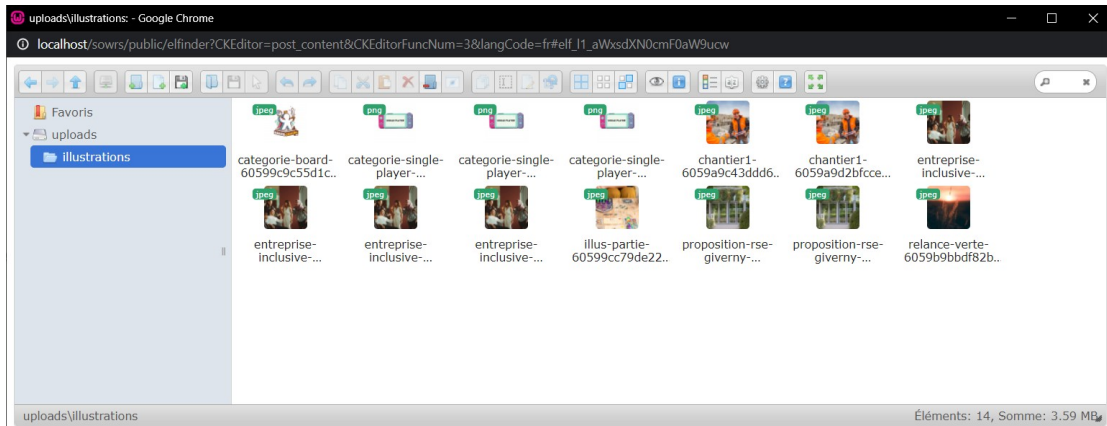 uploads\illustrations: - Google Chrome
localhost/sowrs/public/elfinder?CKEditor=post_content&CKEditorFuncNum=3&langCode=fr#elf_l1_aWxsdXN0cmF0aW9ucw
Favoris
uploads
illustrations
jpeg png png png jpeg jpeg jpeg
categorie-board- categorie-single- categorie-single- categorie-single- chantier1- chantier1- entreprise-
60599c9c55d1c.. player-... player-... player-... 6059a9c43ddd6.. 6059a9d2bfcce... inclusive-...
jpeg jpeg jpeg jpeg jpeg jpeg jpeg
entreprise- entreprise- entreprise- illus-partie- proposition-rse- proposition-rse- relance-verte-
inclusive-... inclusive-... inclusive-... 60599cc79de22.. giverny-... giverny-... 6059b9bbdf82b..
uploads\illustrations
Éléments: 14, Somme: 3.59 MB